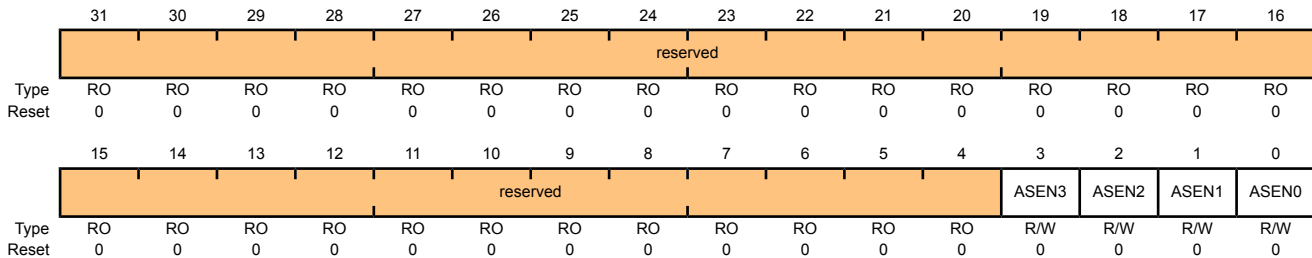 31 30 29 28 27 26 25 24 23 22 21 20 19 18 17 16
reserved
Type RO RO RO RO RO RO RO RO RO RO RO RO RO RO RO RO
Reset 0 0 0 0 0 0 0 0 0 0 0 0 0 0 0 0
15 14 13 12 11 10 9 8 7 6 5 4 3 2 1 0
reserved ASEN3 ASEN2 ASEN1 ASEN0
Type RO RO RO RO RO RO RO RO RO RO RO RO R/W R/W R/W R/W
Reset 0 0 0 0 0 0 0 0 0 0 0 0 0 0 0 0